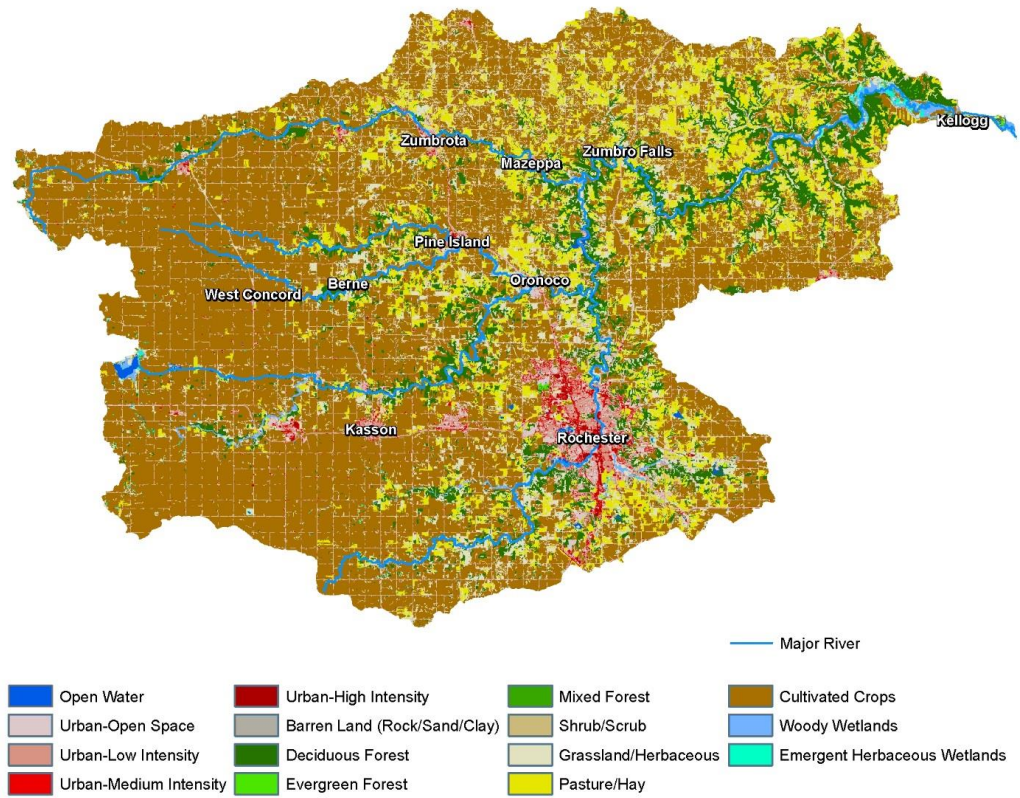 Kellogg
Zumbrota
Zumbro Falls
Mazeppa
Pine Island
Oronoco
Berne
West Concord
Kasson
Rochester
Major River
Open Water
Urban-Open Space
Urban-Low Intensity
Urban-Medium Intensity
Urban-High Intensity
Barren Land (Rock/Sand/Clay)
Deciduous Forest
Evergreen Forest
Mixed Forest
Shrub/Scrub
Grassland/Herbaceous
Pasture/Hay
Cultivated Crops
Woody Wetlands
Emergent Herbaceous Wetlands